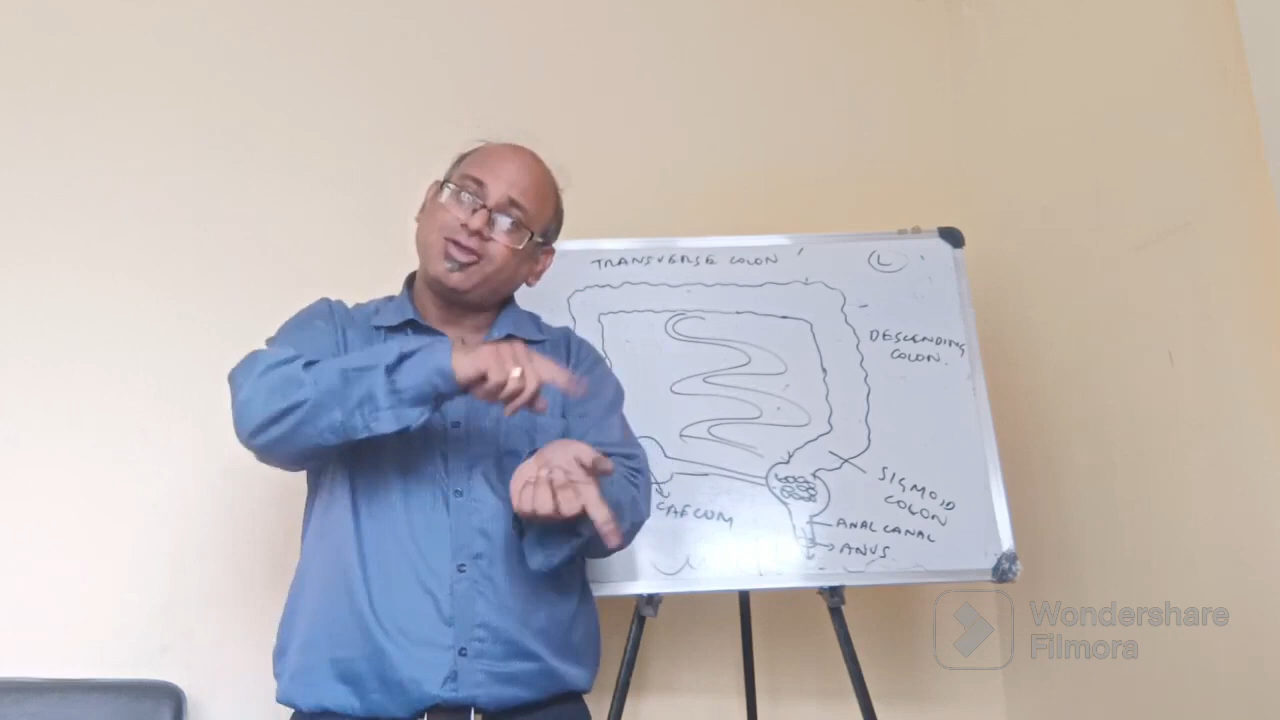 TRANSVERSE COLON
L
DESCENDING
COLON.
SIGMOID
COLON
CAECUM
ANAL CANAL
ANUS
Wondershare
Filmora